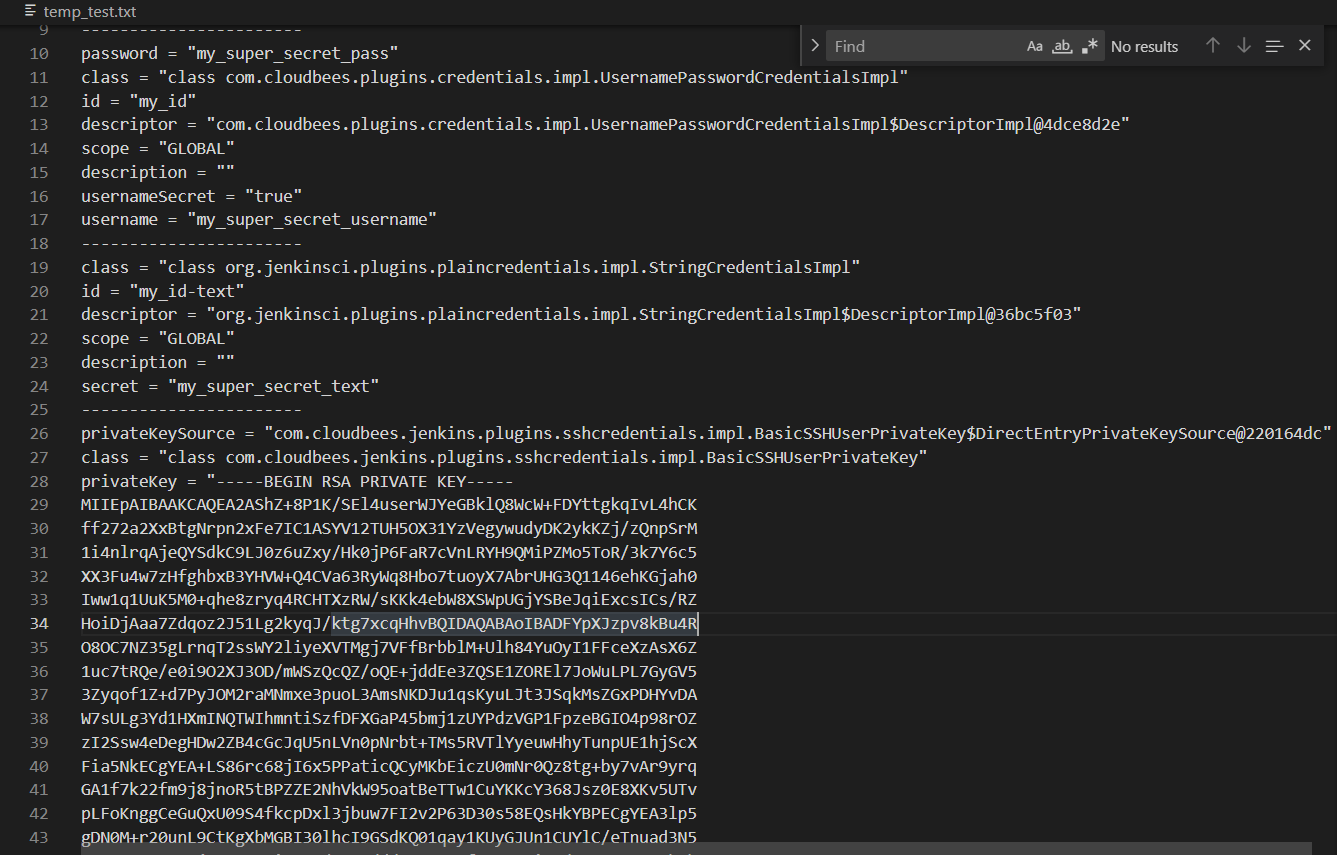 temp_test.txt
Find
Aa ab .* No results
9 -----------------------
10 password = "my_super_secret_pass"
11 class = "class com.cloudbees.plugins.credentials.impl.UsernamePasswordCredentialsImpl"
12 id = "my_id"
13 descriptor = "com.cloudbees.plugins.credentials.impl.UsernamePasswordCredentialsImpl$DescriptorImpl@4dce8d2e"
14 scope = "GLOBAL"
15 description = ""
16 usernameSecret = "true"
17 username = "my_super_secret_username"
18 -----------------------
19 class = "class org.jenkinsci.plugins.plaincredentials.impl.StringCredentialsImpl"
20 id = "my_id-text"
21 descriptor = "org.jenkinsci.plugins.plaincredentials.impl.StringCredentialsImpl$DescriptorImpl@36bc5f03"
22 scope = "GLOBAL"
23 description = ""
24 secret = "my_super_secret_text"
25 -----------------------
26 privateKeySource = "com.cloudbees.jenkins.plugins.sshcredentials.impl.BasicSSHUserPrivateKey$DirectEntryPrivateKeySource@220164dc"
27 class = "class com.cloudbees.jenkins.plugins.sshcredentials.impl.BasicSSHUserPrivateKey"
28 privateKey = "-----BEGIN RSA PRIVATE KEY-----
29 MIIEpAIBAAKCAQEA2AShZ+8P1K/SEl4userWJYeGBklQ8WcW+FDYttgkqIvL4hCK
30 ff272a2XxBtgNrpn2xFe7IC1ASYV12TUH5OX31YzVegywudyDK2ykKZj/zQnpSrM
31 1i4nlrqAjeQYSdkC9LJ0z6uZxy/Hk0jP6FaR7cVnLRYH9QMiPZMo5ToR/3k7Y6c5
32 XX3Fu4w7zHfghbxB3YHVW+Q4CVa63RyWq8Hbo7tuoyX7AbrUHG3Q1146ehKGjah0
33 Iww1q1UuK5M0+qhe8zryq4RCHTXzRW/sKKk4ebW8XSWpUGjYSBeJqiExcsICs/RZ
34 HoiDjAaa7Zdqoz2J51Lg2kyqJ/ktg7xcqHhvBQIDAQABAoIBADFYpXJzpv8kBu4R
35 O8OC7NZ35gLrnqT2ssWY2liyeXVTMgj7VFfBrbblM+Ulh84YuOyI1FFceXzAsX6Z
36 1uc7tRQe/e0i9O2XJ3OD/mWSzQcQZ/oQE+jddEe3ZQSE1ZOREl7JoWuLPL7GyGV5
37 3Zyqof1Z+d7PyJOM2raMNmxe3puoL3AmsNKDJu1qsKyuLJt3JSqkMsZGxPDHYvDA
38 W7sULg3Yd1HXmINQTWIhmntiSzfDFXGaP45bmj1zUYPdzVGP1FpzeBGIO4p98rOZ
39 zI2Ssw4eDegHDw2ZB4cGcJqU5nLVn0pNrbt+TMs5RVTlYyeuwHhyTunpUE1hjScX
40 Fia5NkECgYEA+LS86rc68jI6x5PPaticQCyMKbEiczU0mNr0Qz8tg+by7vAr9yrq
41 GA1f7k22fm9j8jnoR5tBPZZE2NhVkW95oatBeTTw1CuYKKcY368Jsz0E8XKv5UTv
42 pLFoKnggCeGuQxU09S4fkcpDxl3jbuw7FI2v2P63D30s58EQsHkYBPECgYEA3lp5
43 gDN0M+r20unL9CtKgXbMGBI30lhcI9GSdKQ01qay1KUyGJUn1CUYlC/eTnuad3N5